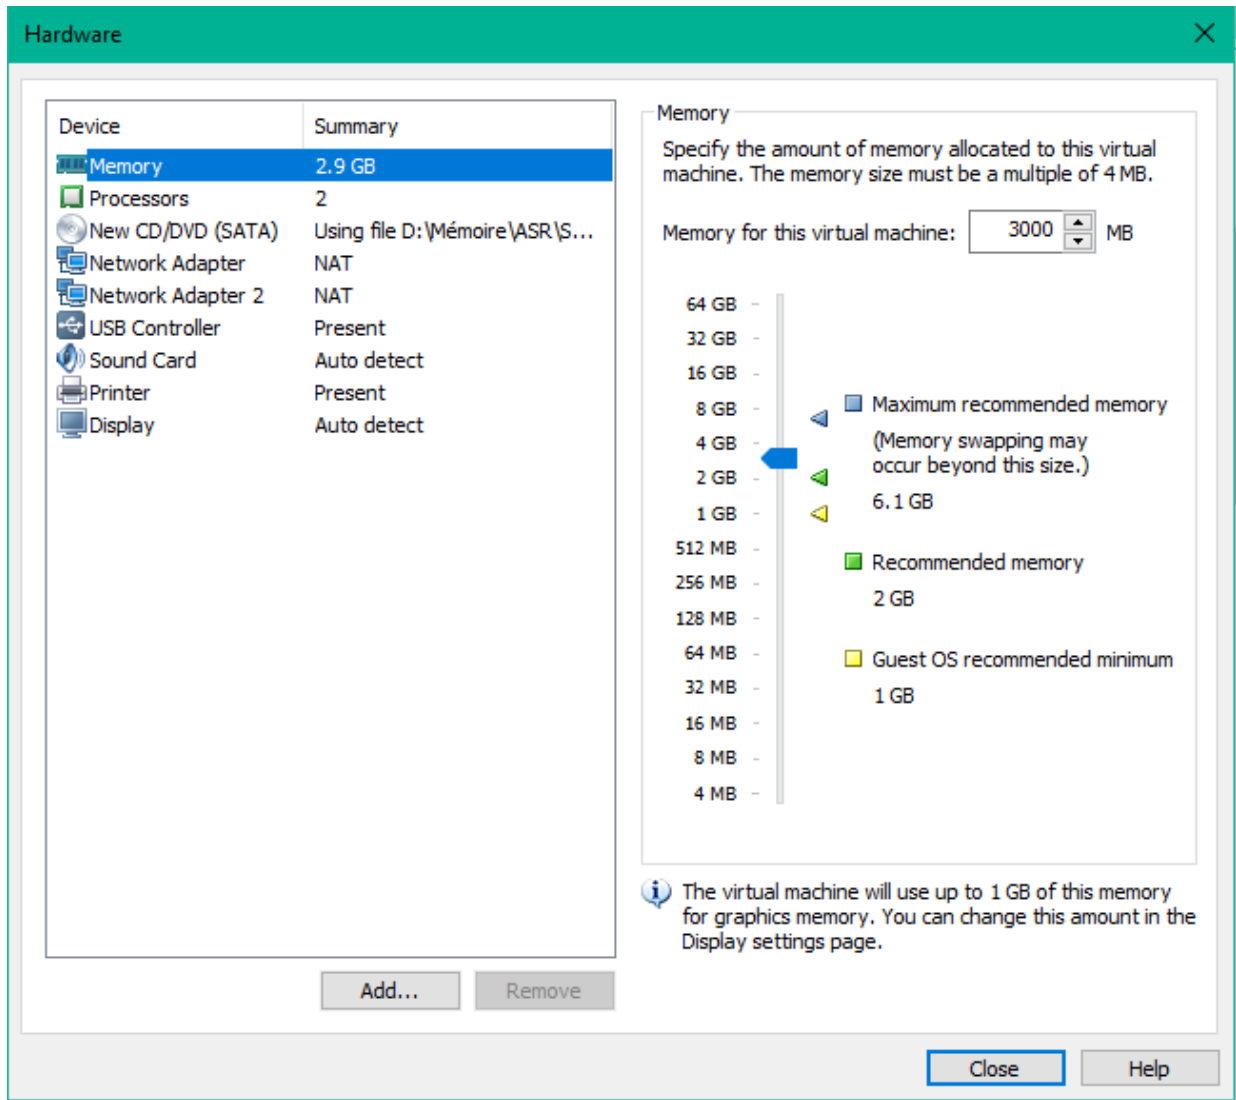 Hardware
Device Summary
Memory 2.9 GB
Processors 2
New CD/DVD (SATA) Using file D:\Mémoire\ASR\S...
Network Adapter NAT
Network Adapter 2 NAT
USB Controller Present
Sound Card Auto detect
Printer Present
Display Auto detect
Add... Remove
Memory
Specify the amount of memory allocated to this virtual
machine. The memory size must be a multiple of 4 MB.
Memory for this virtual machine: 3000 MB
64 GB
32 GB
16 GB
8 GB
4 GB
2 GB
1 GB
512 MB
256 MB
128 MB
64 MB
32 MB
16 MB
8 MB
4 MB
Maximum recommended memory
(Memory swapping may
occur beyond this size.)
6.1 GB
Recommended memory
2 GB
Guest OS recommended minimum
1 GB
The virtual machine will use up to 1 GB of this memory
for graphics memory. You can change this amount in the
Display settings page.
Close Help